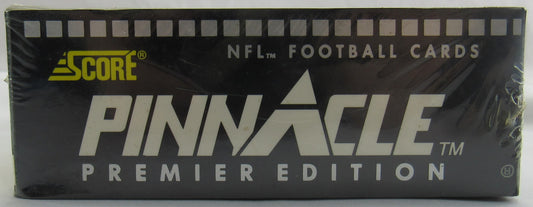 SCORE®
NFL™ FOOTBALL CARDS
PINNACLE™
PREMIER EDITION ®